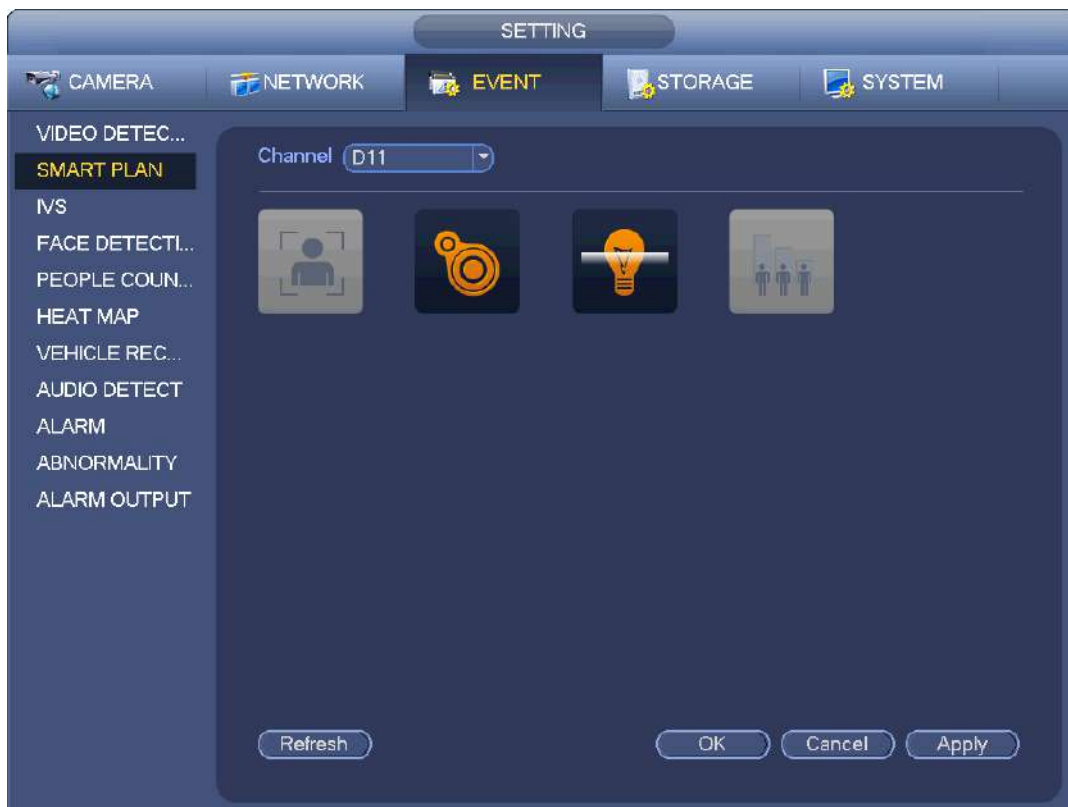 SETTING
CAMERA NETWORK EVENT STORAGE SYSTEM
VIDEO DETEC...
SMART PLAN
IVS
FACE DETECTI...
PEOPLE COUN...
HEAT MAP
VEHICLE REC...
AUDIO DETECT
ALARM
ABNORMALITY
ALARM OUTPUT
Channel D11
Refresh OK Cancel Apply